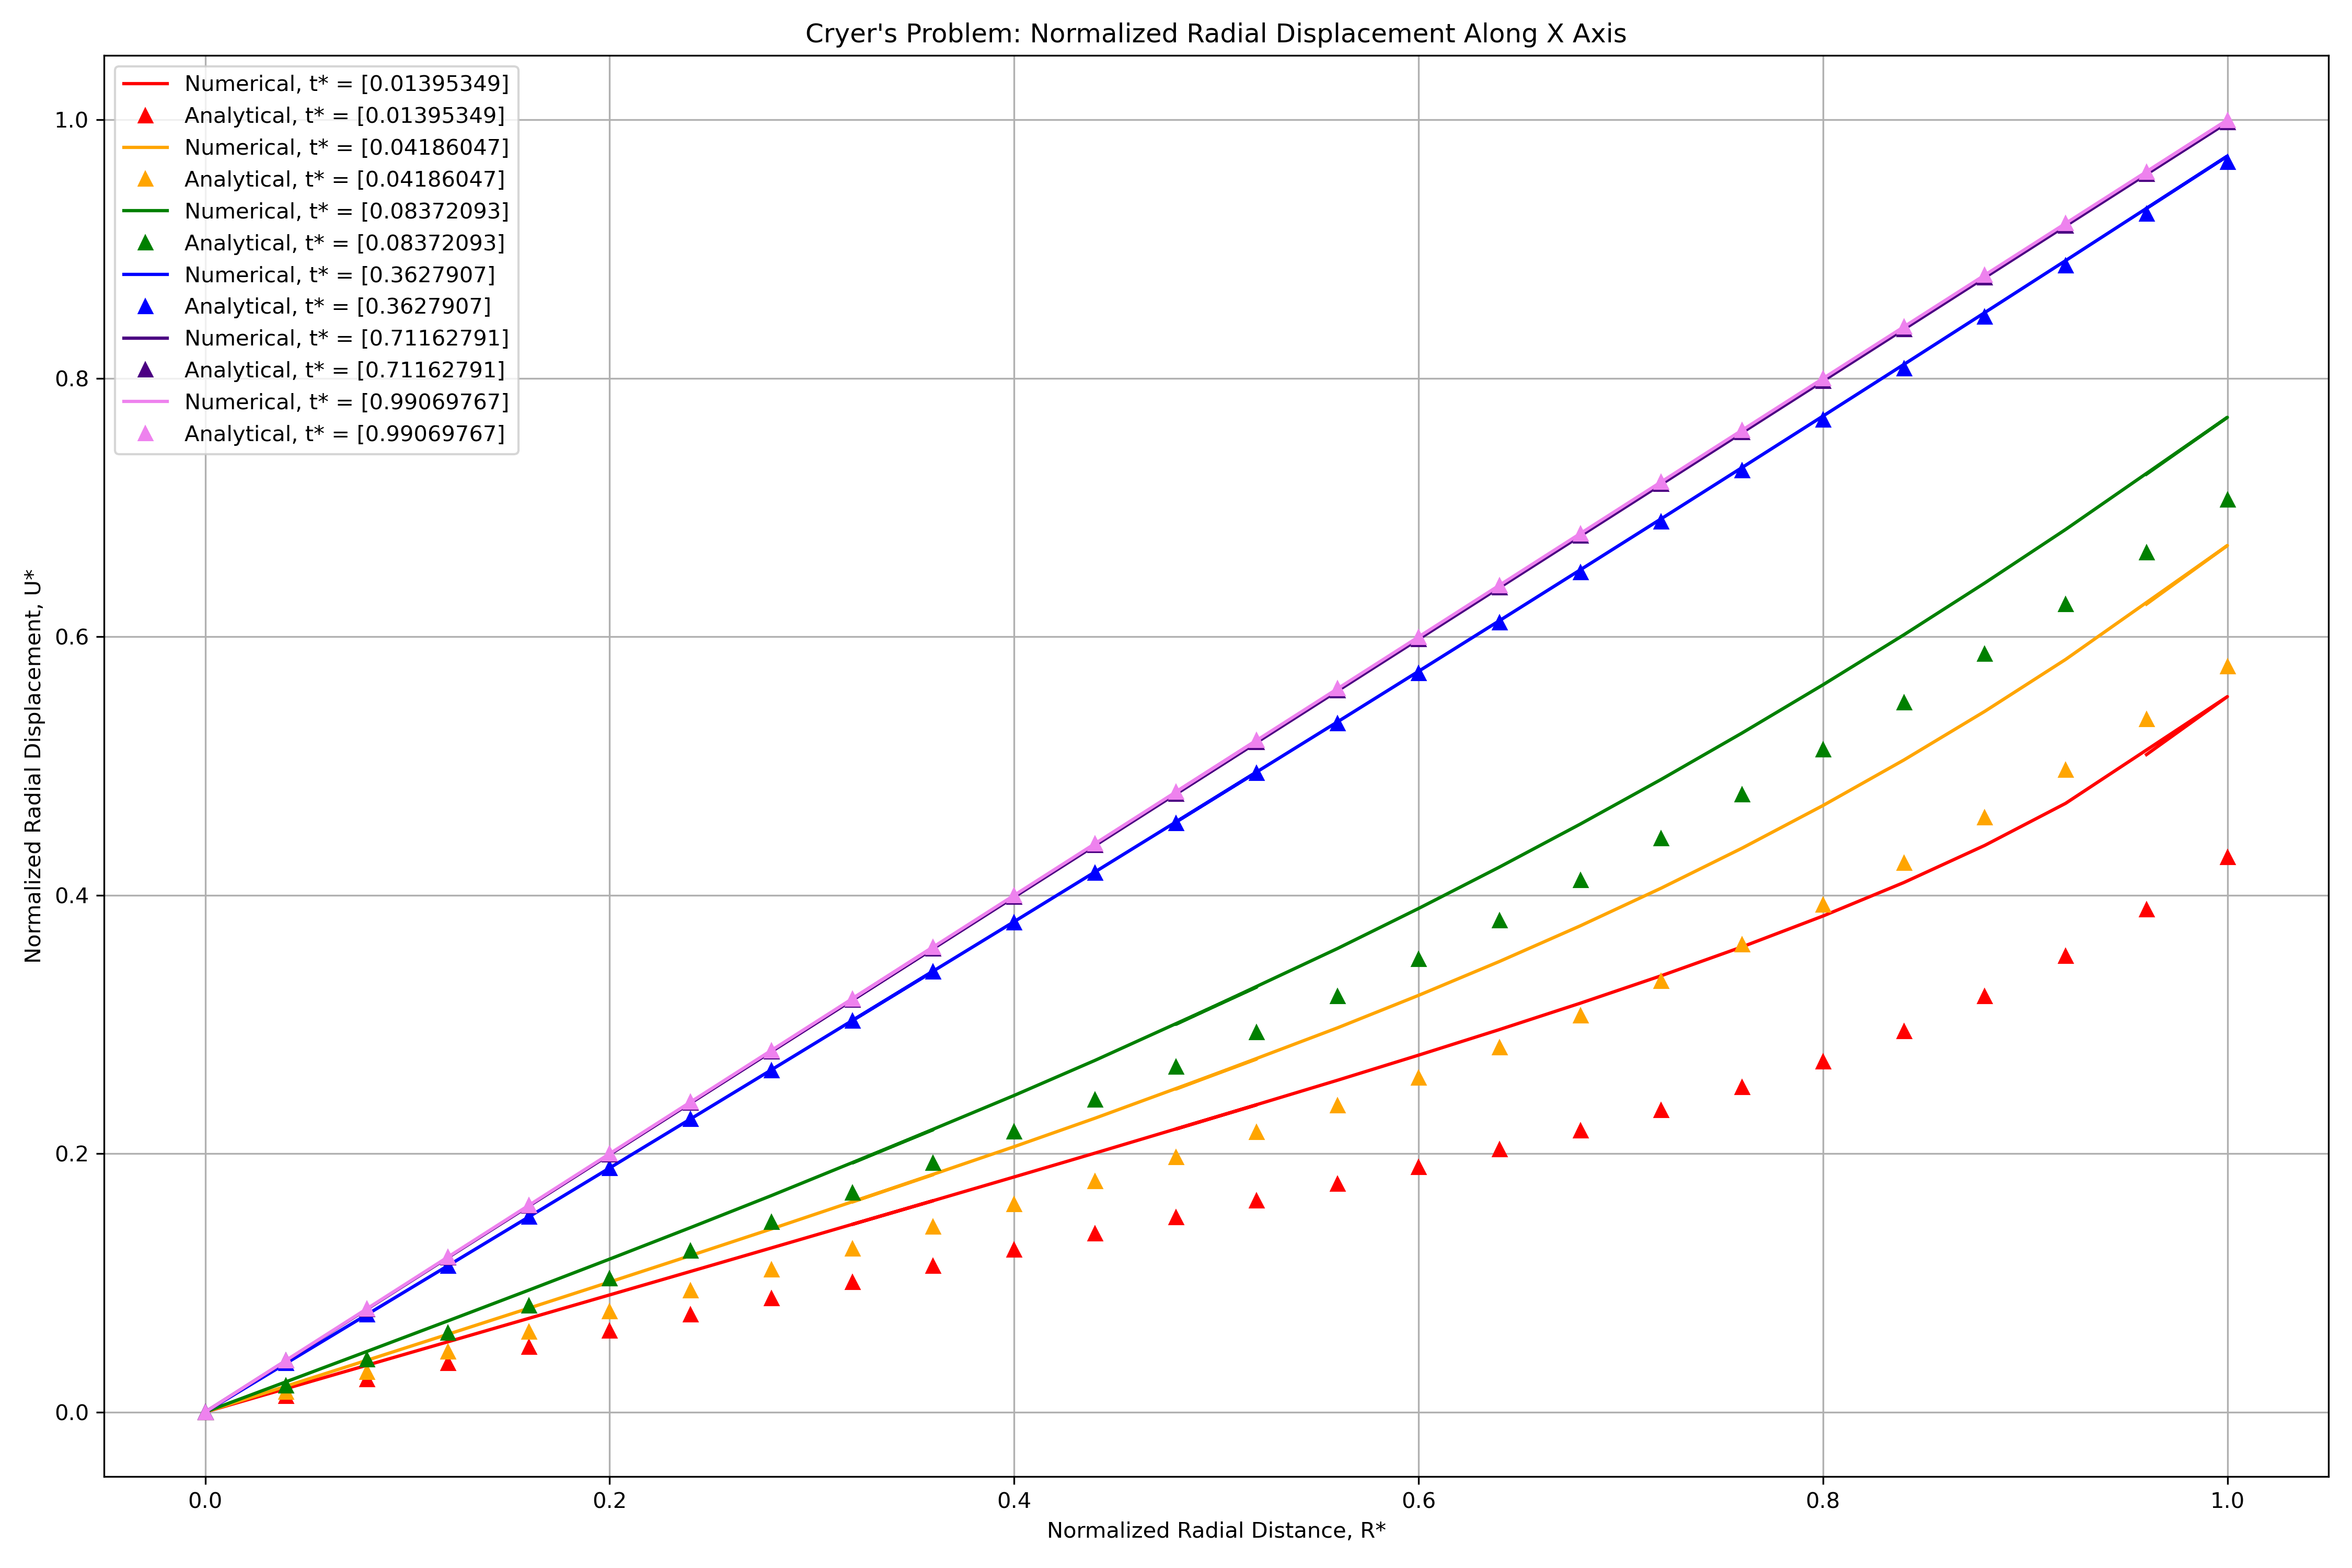 Cryer's Problem: Normalized Radial Displacement Along X Axis
Numerical, t* = [0.01395349]
Analytical, t* = [0.01395349]
Numerical, t* = [0.04186047]
Analytical, t* = [0.04186047]
Numerical, t* = [0.08372093]
Analytical, t* = [0.08372093]
Numerical, t* = [0.3627907]
Analytical, t* = [0.3627907]
Numerical, t* = [0.71162791]
Analytical, t* = [0.71162791]
Numerical, t* = [0.99069767]
Analytical, t* = [0.99069767]
Normalized Radial Displacement, U*
1.0
0.8
0.6
0.4
0.2
0.0
0.0 0.2 0.4 0.6 0.8 1.0
Normalized Radial Distance, R*